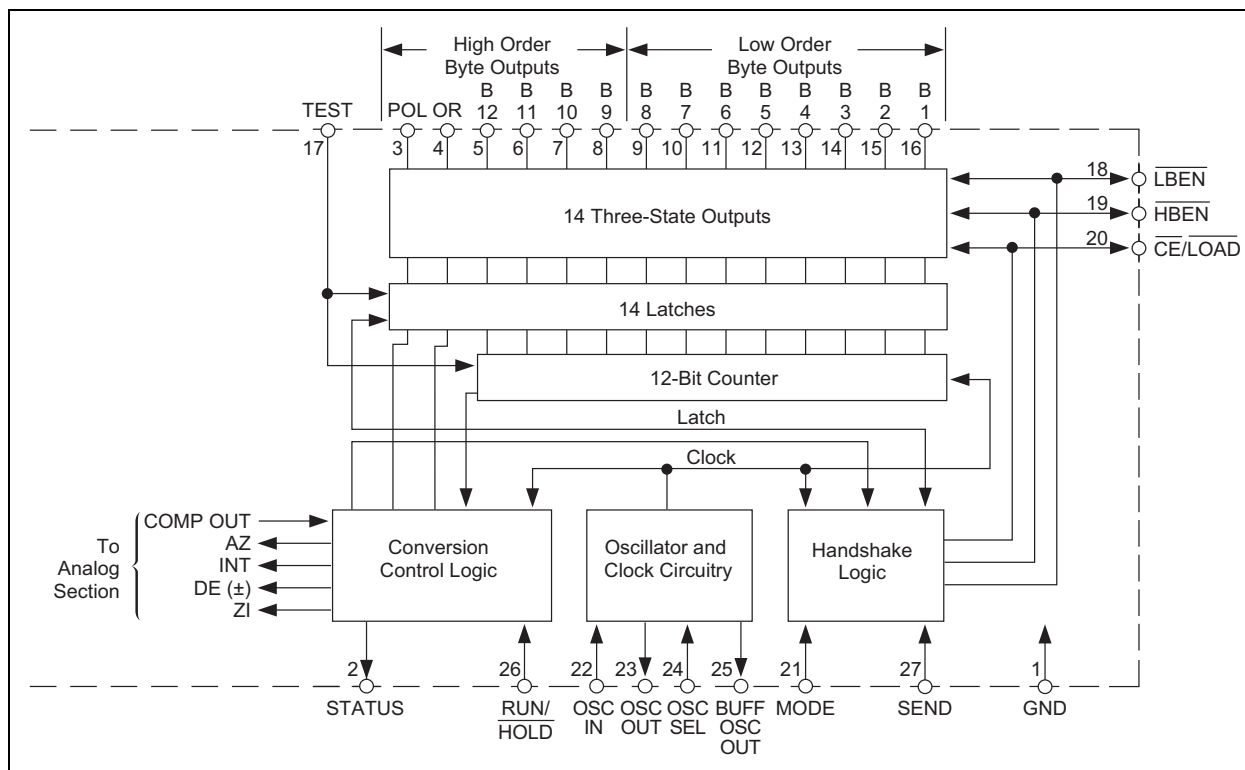 High Order
Byte Outputs
Low Order
Byte Outputs
B B B B B B B B B B B B
TEST POL OR 12 11 10 9 8 7 6 5 4 3 2 1
17 3 4 5 6 7 8 9 10 11 12 13 14 15 16
14 Three-State Outputs
18 LBEN
19 HBEN
20 CE/LOAD
14 Latches
12-Bit Counter
Latch
Clock
To
Analog
Section
COMP OUT
AZ
INT
DE (±)
ZI
Conversion
Control Logic
Oscillator and
Clock Circuitry
Handshake
Logic
2 26 22 23 24 25 21 27 1
STATUS
RUN/
HOLD
OSC
IN
OSC
OUT
OSC
SEL
BUFF
OSC
OUT
MODE
SEND
GND